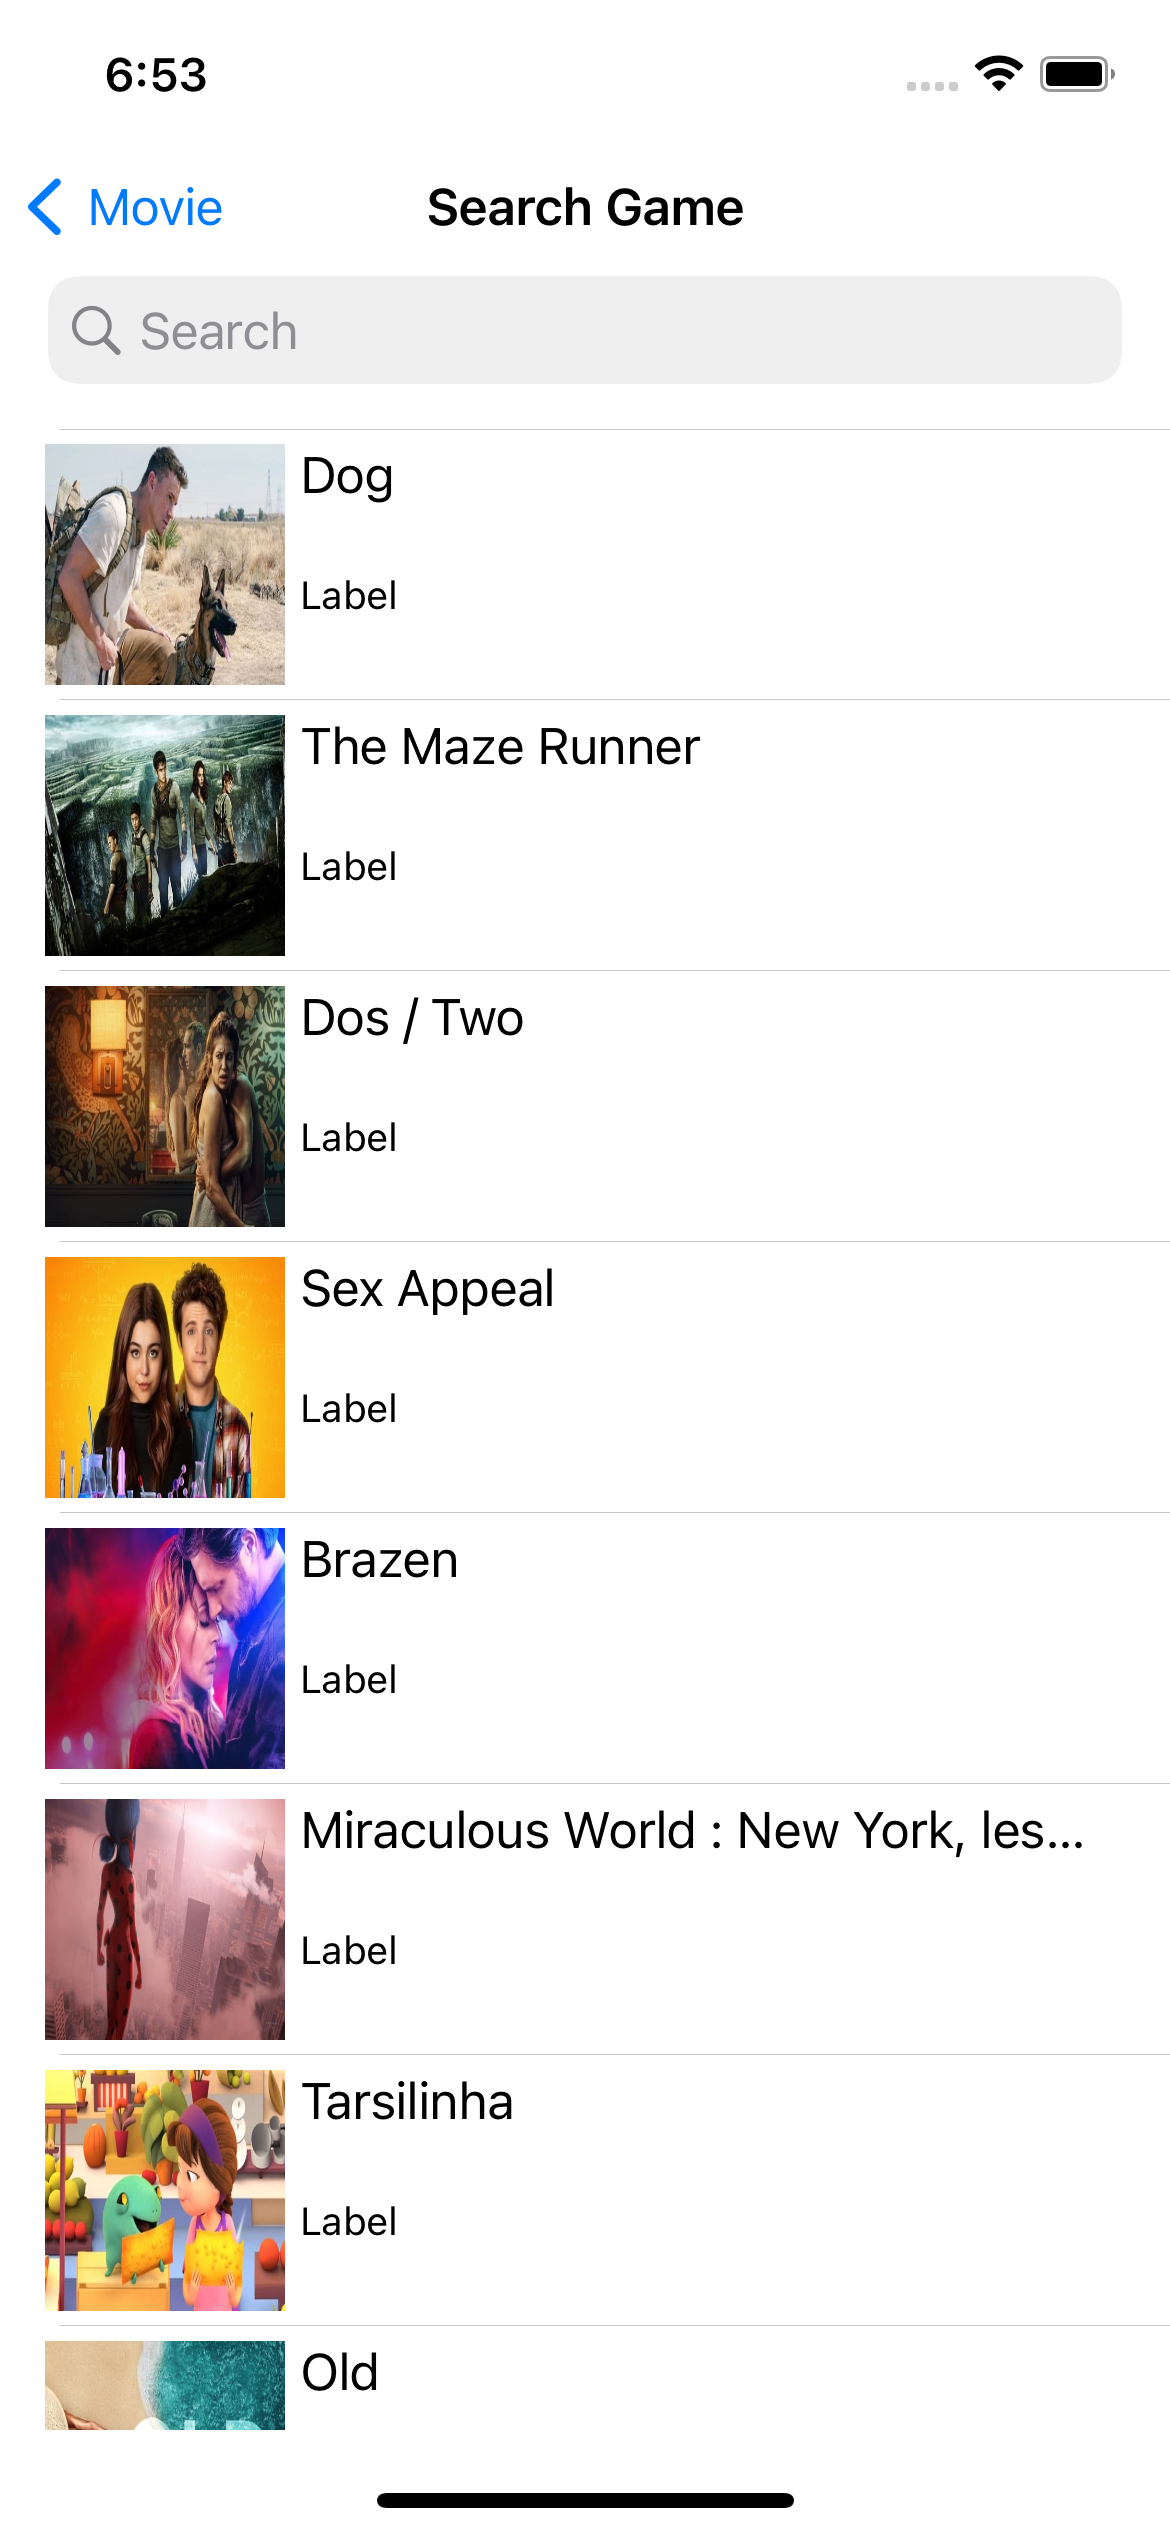 6:53
Movie
Search Game
Search
Dog
Label
The Maze Runner
Label
Dos / Two
Label
Sex Appeal
Label
Brazen
Label
Miraculous World : New York, les...
Label
Tarsilinha
Label
Old